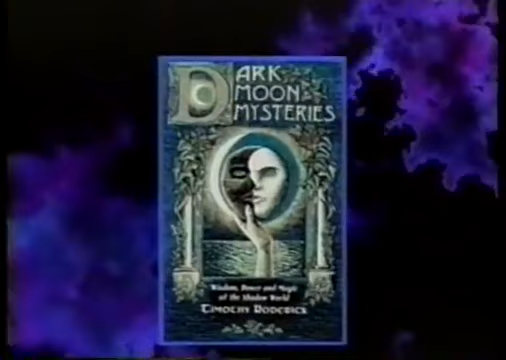 DARK
MOON
MYSTERIES
Wisdom, Power and Magic
of the Shadow World
TIMOTHY RODERICK